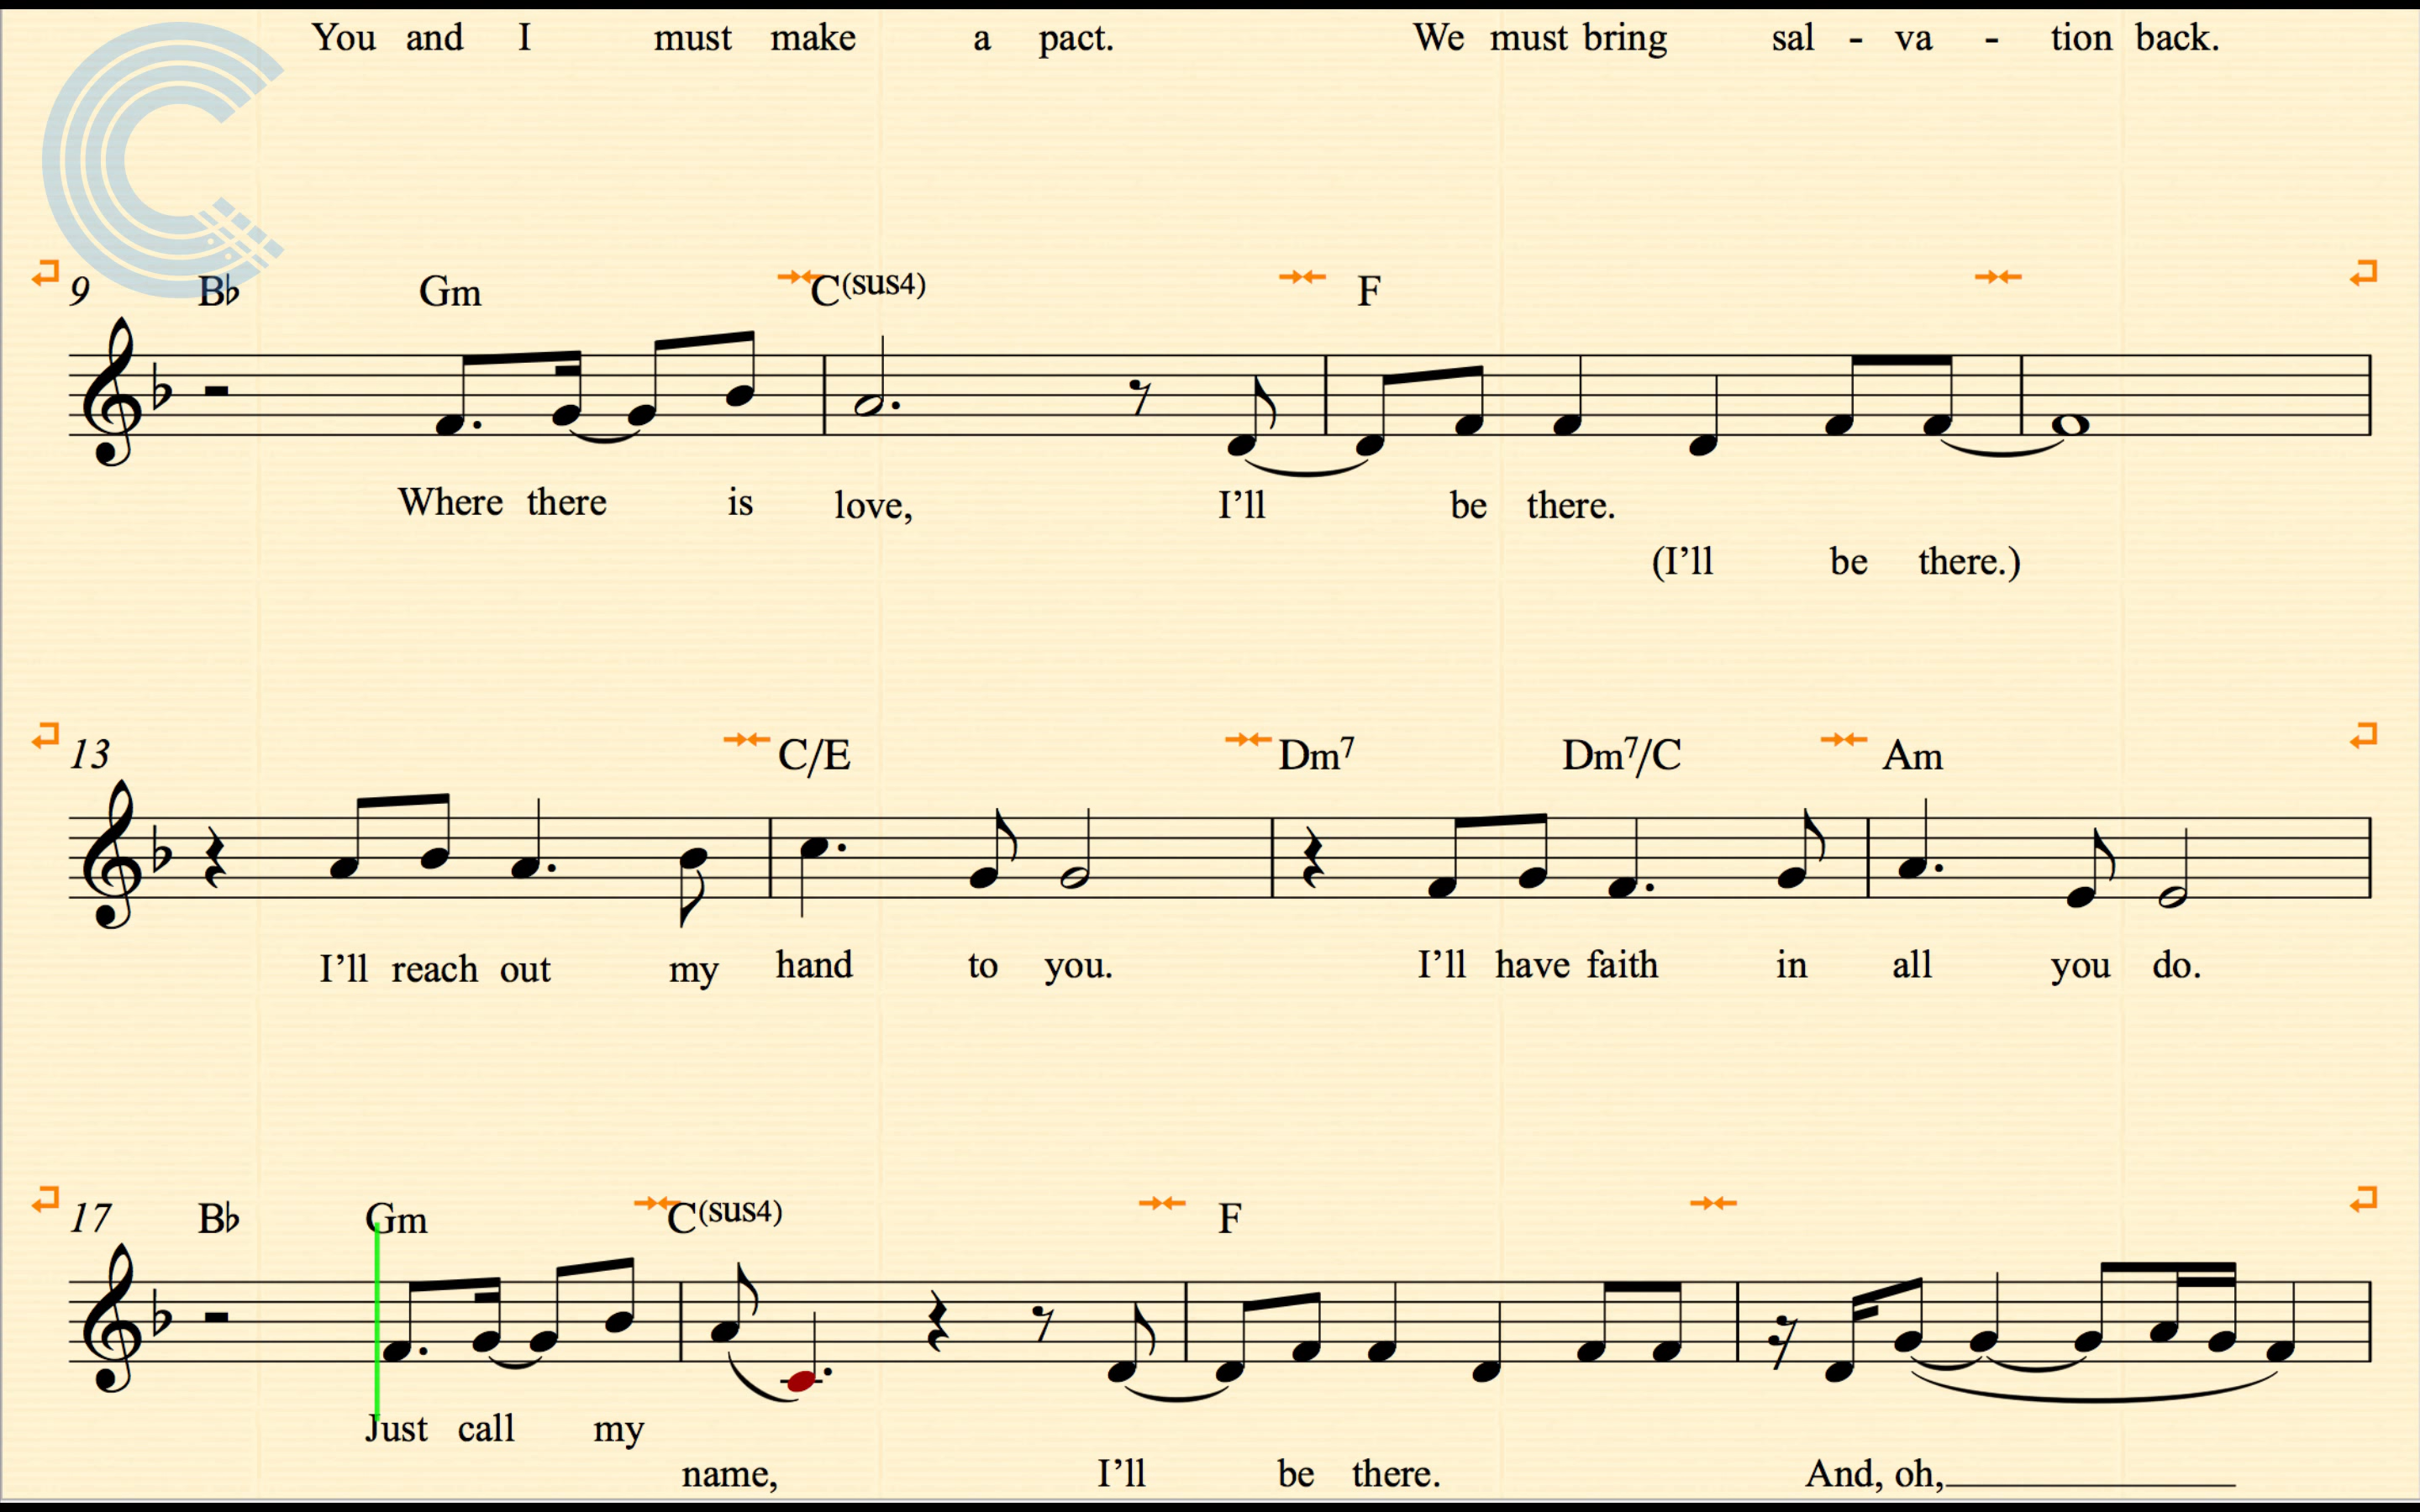 You and I must make a pact. We must bring sal - va - tion back.
9 B♭ Gm C(sus4) F
Where there is love, I’ll be there.
(I’ll be there.)
13 C/E Dm7 Dm7/C Am
I’ll reach out my hand to you. I’ll have faith in all you do.
17 B♭ Gm C(sus4) F
Just call my
name, I’ll be there. And, oh,